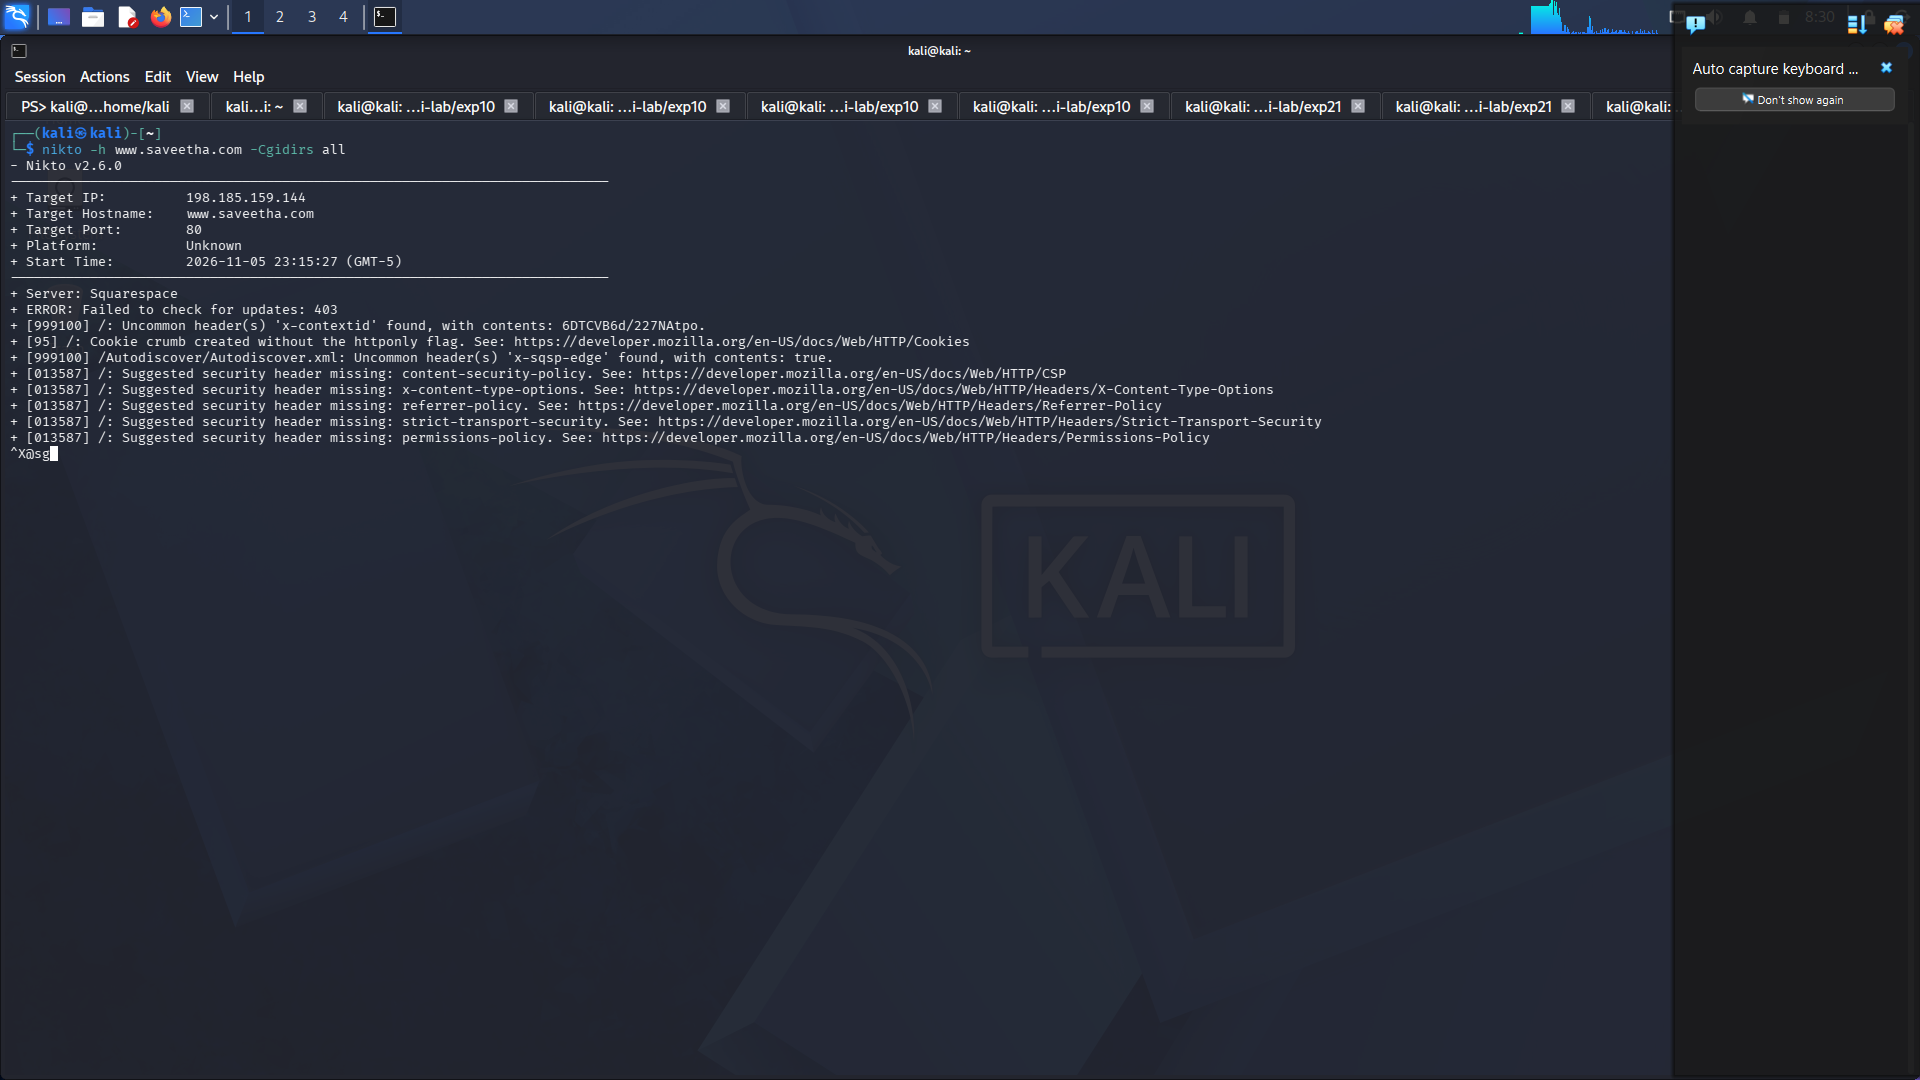 1 2 3 4 8:30
kali@kali: ~
Session Actions Edit View Help
Auto capture keyboard ...
Don't show again
PS> kali@...home/kali kali...i: ~ kali@kali: ...i-lab/exp10 kali@kali: ...i-lab/exp10 kali@kali: ...i-lab/exp10 kali@kali: ...i-lab/exp10 kali@kali: ...i-lab/exp21 kali@kali: ...i-lab/exp21 kali@kali:
┌──(kali㉿kali)-[~]
└─$ nikto -h www.saveetha.com -Cgidirs all
- Nikto v2.6.0
+ Target IP: 198.185.159.144
+ Target Hostname: www.saveetha.com
+ Target Port: 80
+ Platform: Unknown
+ Start Time: 2026-11-05 23:15:27 (GMT-5)
+ Server: Squarespace
+ ERROR: Failed to check for updates: 403
+ [999100] /: Uncommon header(s) 'x-contextid' found, with contents: 6DTCVB6d/227NAtpo.
+ [95] /: Cookie crumb created without the httponly flag. See: https://developer.mozilla.org/en-US/docs/Web/HTTP/Cookies
+ [999100] /Autodiscover/Autodiscover.xml: Uncommon header(s) 'x-sqsp-edge' found, with contents: true.
+ [013587] /: Suggested security header missing: content-security-policy. See: https://developer.mozilla.org/en-US/docs/Web/HTTP/CSP
+ [013587] /: Suggested security header missing: x-content-type-options. See: https://developer.mozilla.org/en-US/docs/Web/HTTP/Headers/X-Content-Type-Options
+ [013587] /: Suggested security header missing: referrer-policy. See: https://developer.mozilla.org/en-US/docs/Web/HTTP/Headers/Referrer-Policy
+ [013587] /: Suggested security header missing: strict-transport-security. See: https://developer.mozilla.org/en-US/docs/Web/HTTP/Headers/Strict-Transport-Security
+ [013587] /: Suggested security header missing: permissions-policy. See: https://developer.mozilla.org/en-US/docs/Web/HTTP/Headers/Permissions-Policy
^X@sg
KALI